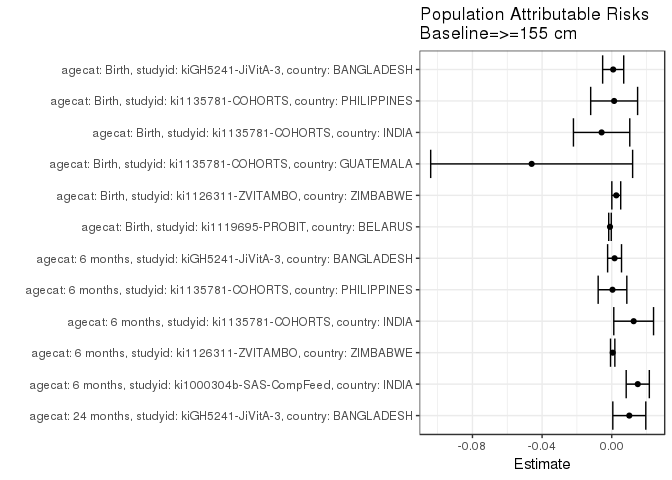 Population Attributable Risks
Baseline=>=155 cm
agecat: Birth, studyid: kiGH5241-JiVitA-3, country: BANGLADESH
agecat: Birth, studyid: ki1135781-COHORTS, country: PHILIPPINES
agecat: Birth, studyid: ki1135781-COHORTS, country: INDIA
agecat: Birth, studyid: ki1135781-COHORTS, country: GUATEMALA
agecat: Birth, studyid: ki1126311-ZVITAMBO, country: ZIMBABWE
agecat: Birth, studyid: ki1119695-PROBIT, country: BELARUS
agecat: 6 months, studyid: kiGH5241-JiVitA-3, country: BANGLADESH
agecat: 6 months, studyid: ki1135781-COHORTS, country: PHILIPPINES
agecat: 6 months, studyid: ki1135781-COHORTS, country: INDIA
agecat: 6 months, studyid: ki1126311-ZVITAMBO, country: ZIMBABWE
agecat: 6 months, studyid: ki1000304b-SAS-CompFeed, country: INDIA
agecat: 24 months, studyid: kiGH5241-JiVitA-3, country: BANGLADESH
-0.08 -0.04 0.00
Estimate